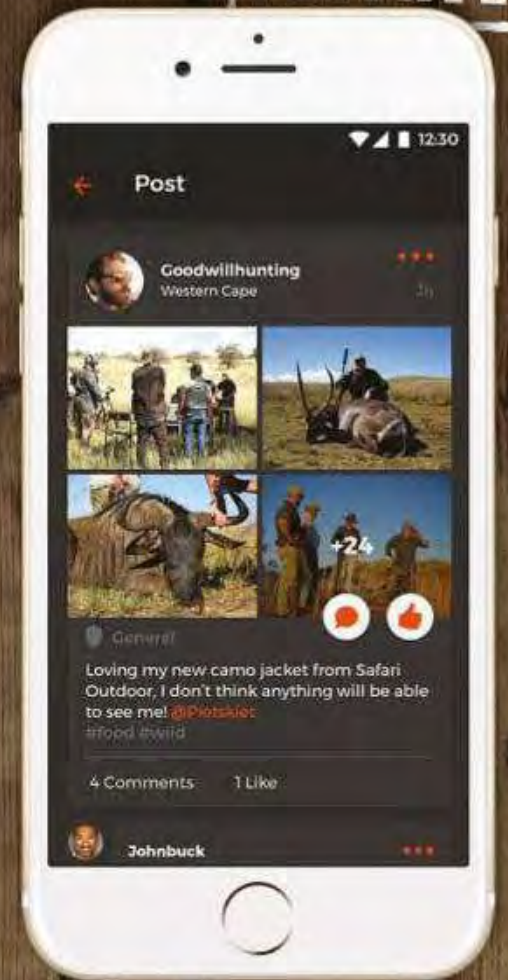 12:30
Post
Goodwillhunting
Western Cape
+24
General
Loving my new camo jacket from Safari
Outdoor, I don't think anything will be able
to see me! @Pietskiet
#food #wild
4 Comments 1 Like
Johnbuck